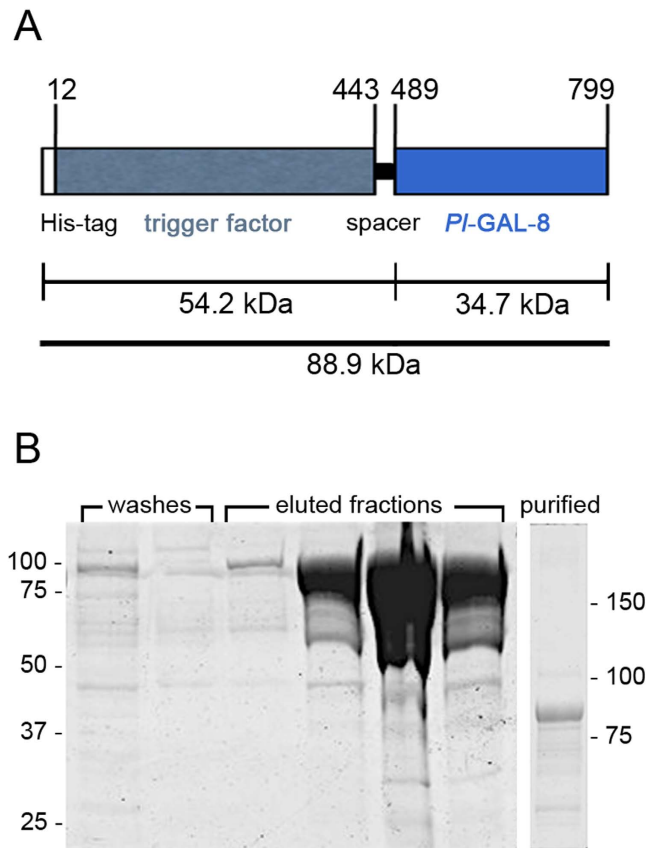 A
12 443 489 799
His-tag trigger factor spacer Pl-GAL-8
54.2 kDa 34.7 kDa
88.9 kDa
B
washes eluted fractions purified
100 -
75 -
50 -
37 -
25 -
- 150
- 100
- 75